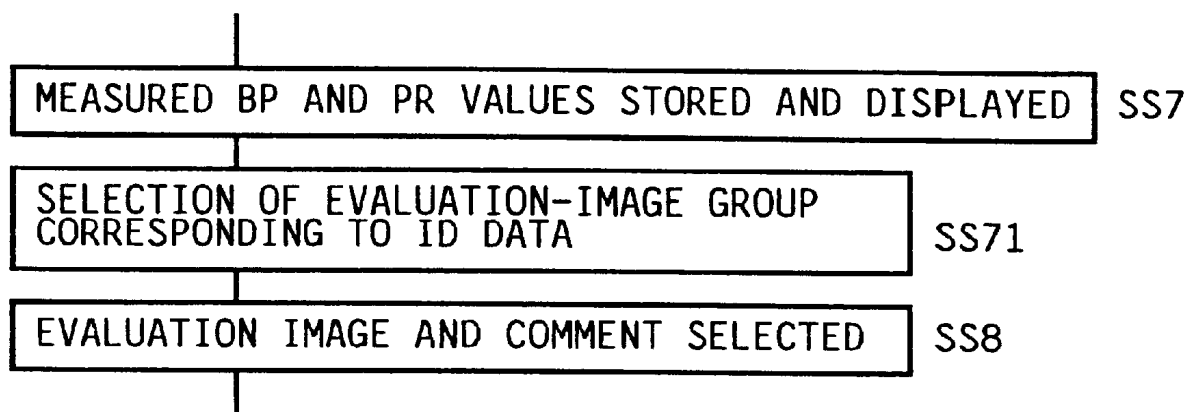 MEASURED BP AND PR VALUES STORED AND DISPLAYED SS7
SELECTION OF EVALUATION-IMAGE GROUP
CORRESPONDING TO ID DATA SS71
EVALUATION IMAGE AND COMMENT SELECTED SS8